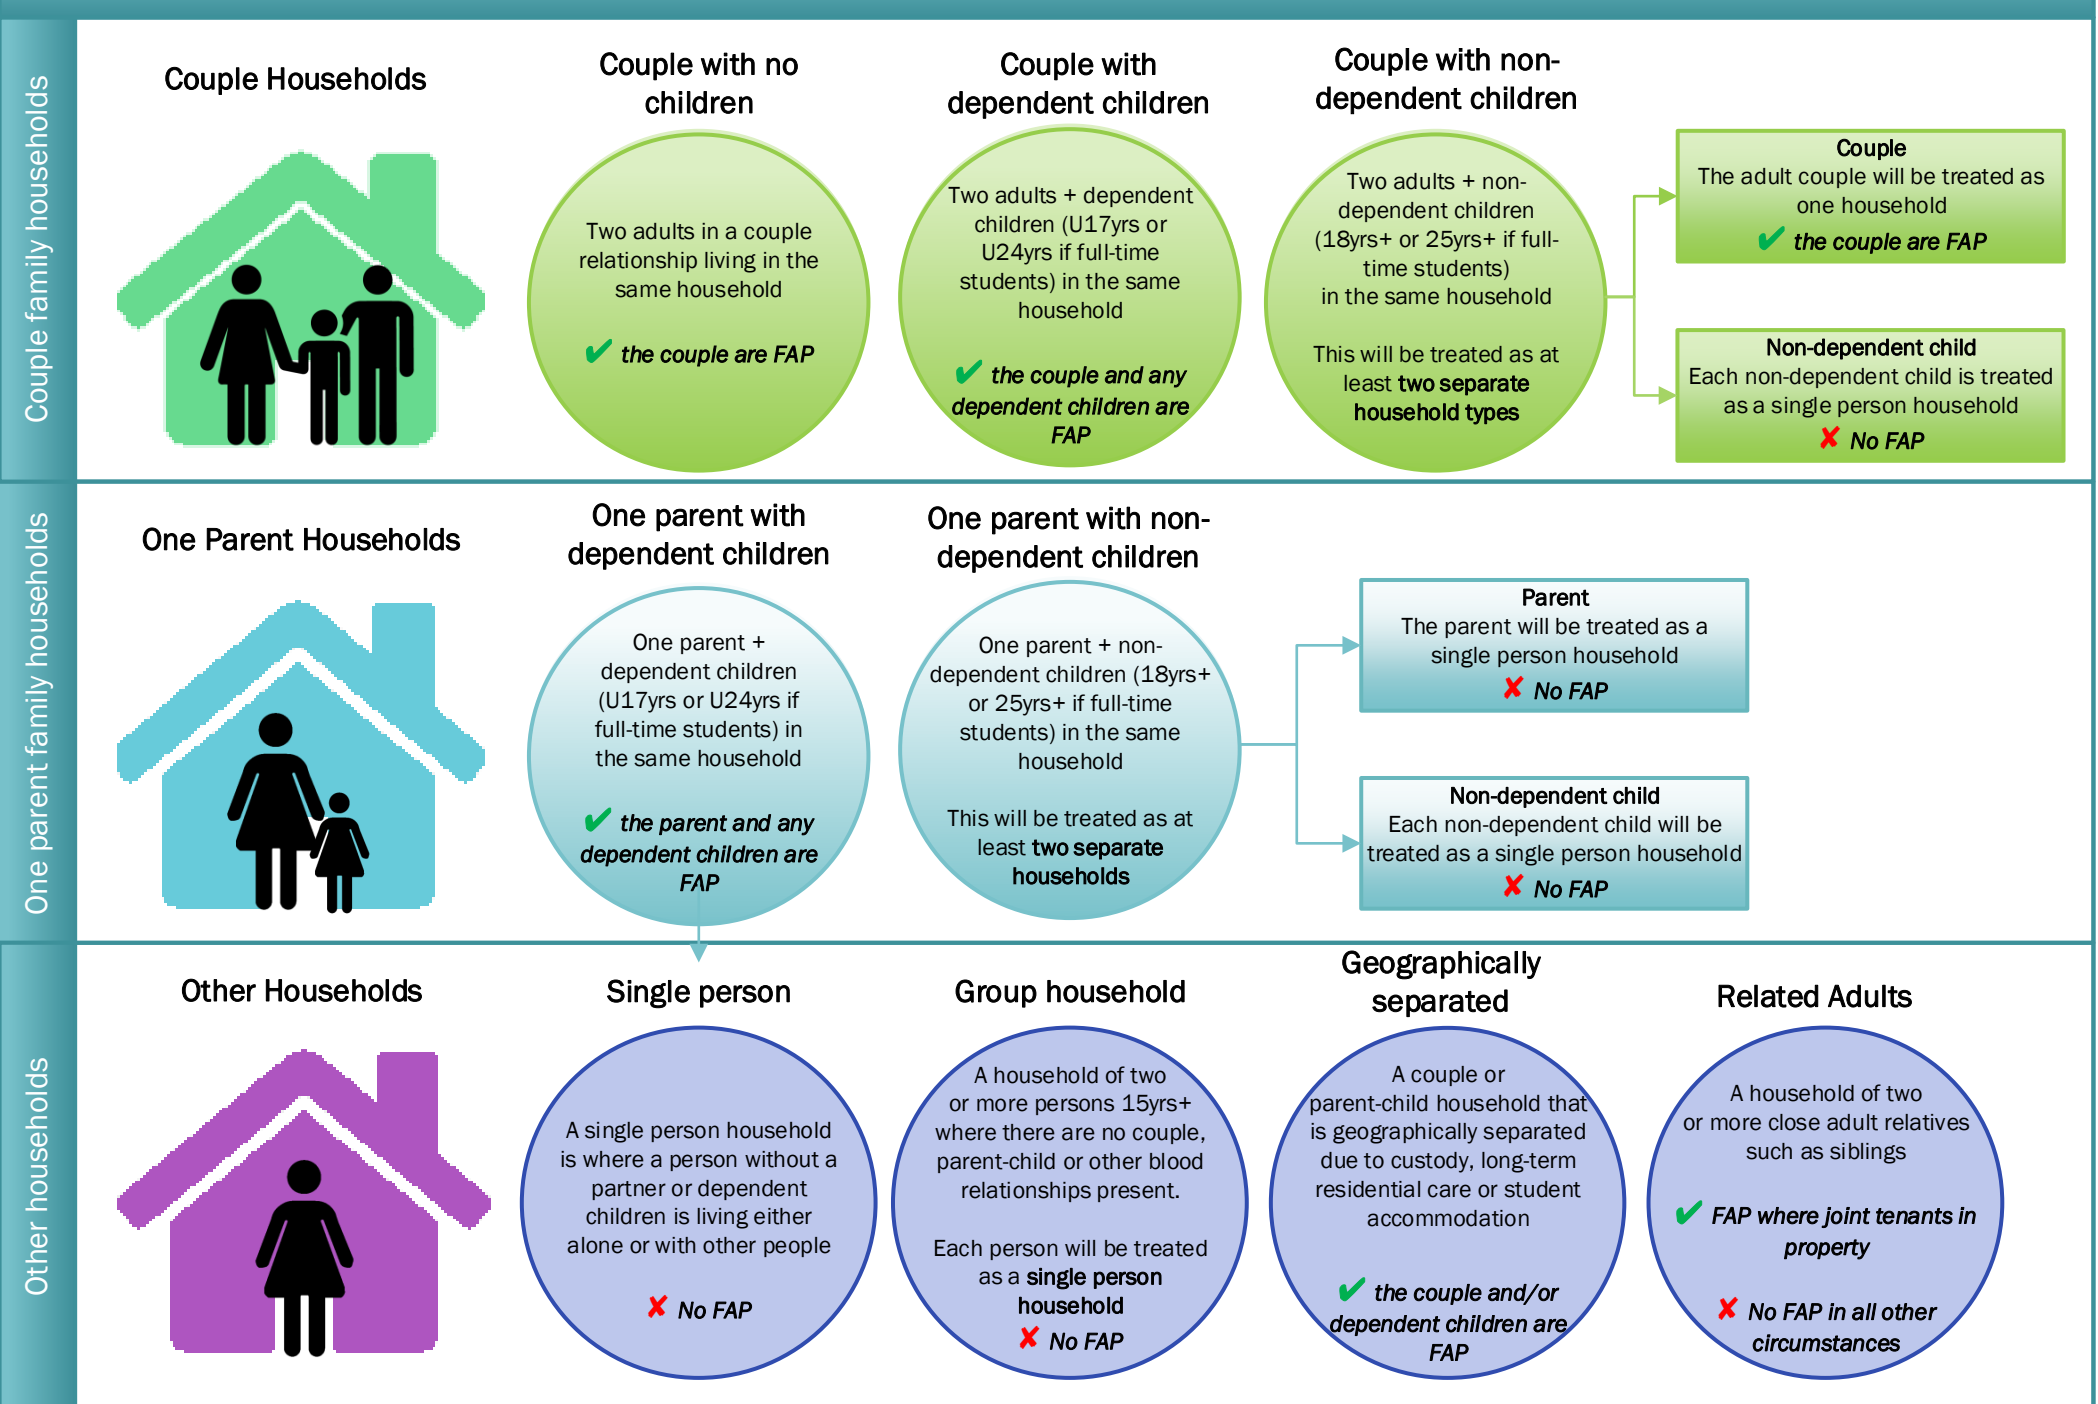 Couple family households
Couple Households
Couple with no
children
Two adults in a couple
relationship living in the
same household
✔ the couple are FAP
Couple with
dependent children
Two adults + dependent
children (U17yrs or
U24yrs if full-time
students) in the same
household
✔ the couple and any
dependent children are
FAP
Couple with non-
dependent children
Two adults + non-
dependent children
(18yrs+ or 25yrs+ if full-
time students)
in the same household
This will be treated as at
least two separate
household types
Couple
The adult couple will be treated as
one household
✔ the couple are FAP
Non-dependent child
Each non-dependent child is treated
as a single person household
✘ No FAP
One parent family households
One Parent Households
One parent with
dependent children
One parent +
dependent children
(U17yrs or U24yrs if
full-time students) in
the same household
✔ the parent and any
dependent children are
FAP
One parent with non-
dependent children
One parent + non-
dependent children (18yrs+
or 25yrs+ if full-time
students) in the same
household
This will be treated as at
least two separate
households
Parent
The parent will be treated as a
single person household
✘ No FAP
Non-dependent child
Each non-dependent child will be
treated as a single person household
✘ No FAP
Other households
Other Households
Single person
A single person household
is where a person without a
partner or dependent
children is living either
alone or with other people
✘ No FAP
Group household
A household of two
or more persons 15yrs+
where there are no couple,
parent-child or other blood
relationships present.
Each person will be treated
as a single person
household
✘ No FAP
Geographically
separated
A couple or
parent-child household that
is geographically separated
due to custody, long-term
residential care or student
accommodation
✔ the couple and/or
dependent children are
FAP
Related Adults
A household of two
or more close adult relatives
such as siblings
✔ FAP where joint tenants in
property
✘ No FAP in all other
circumstances